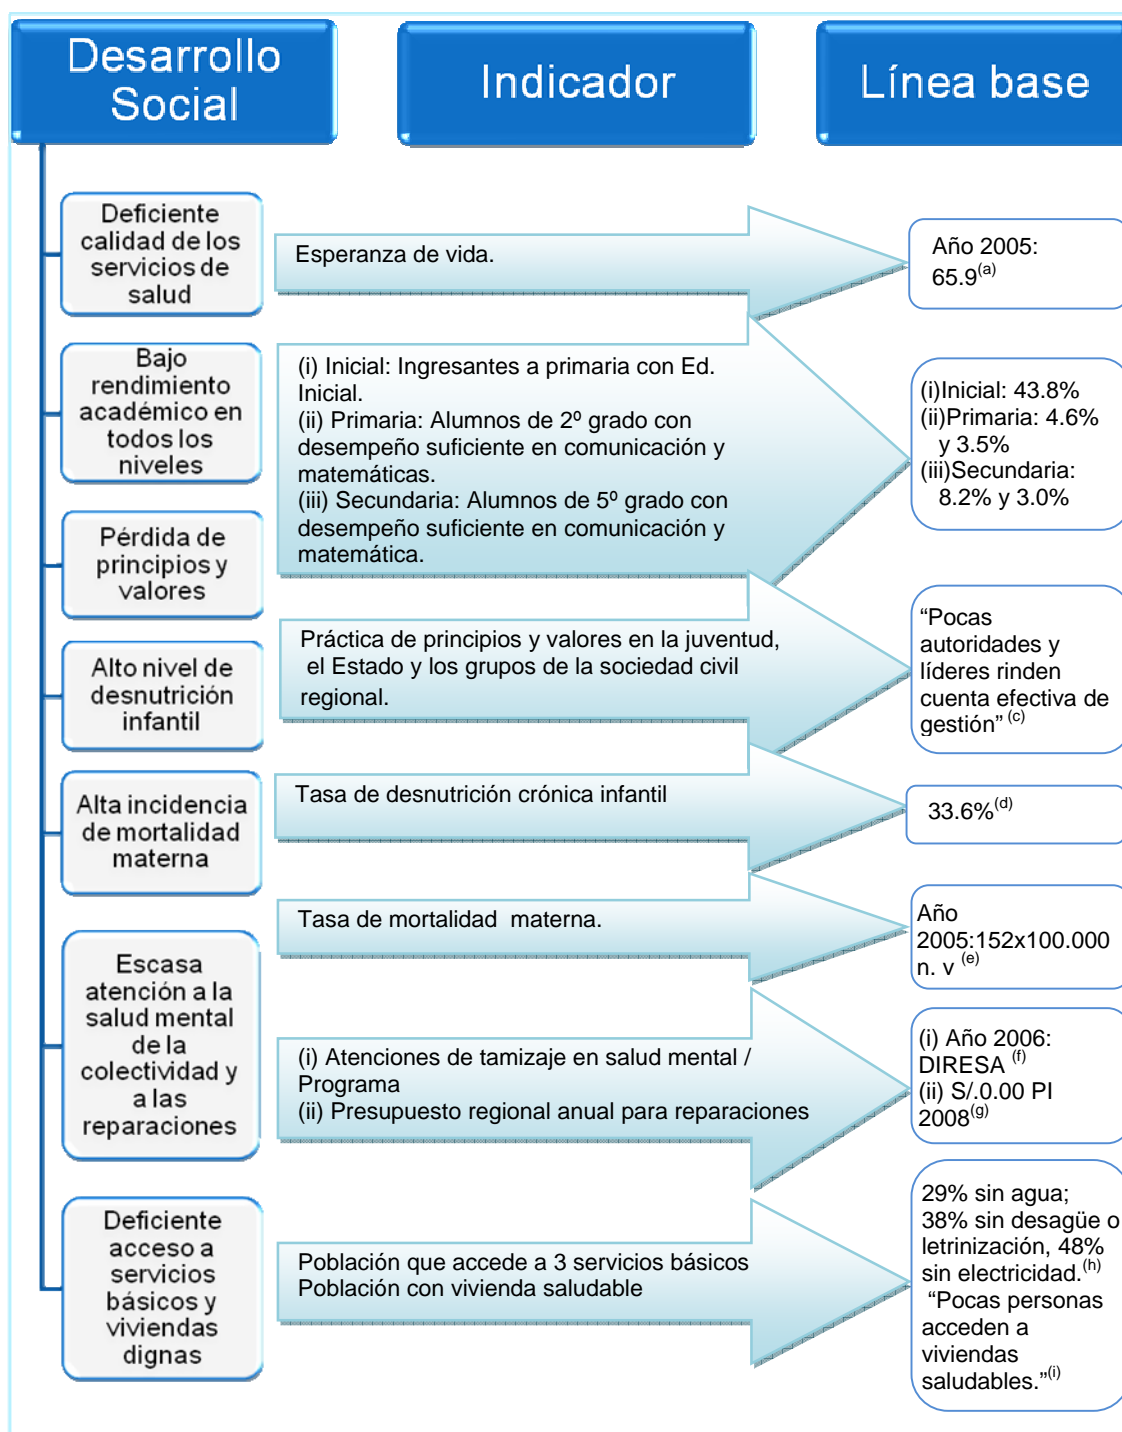 Desarrollo
Social
Indicador
Línea base
Deficiente
calidad de los
servicios de
salud
Esperanza de vida.
Año 2005:
65.9(a)
Bajo
rendimiento
académico en
todos los
niveles
(i) Inicial: Ingresantes a primaria con Ed.
Inicial.
(ii) Primaria: Alumnos de 2º grado con
desempeño suficiente en comunicación y
matemáticas.
(iii) Secundaria: Alumnos de 5º grado con
desempeño suficiente en comunicación y
matemática.
(i)Inicial: 43.8%
(ii)Primaria: 4.6%
y 3.5%
(iii)Secundaria:
8.2% y 3.0%
Pérdida de
principios y
valores
Práctica de principios y valores en la juventud,
el Estado y los grupos de la sociedad civil
regional.
“Pocas
autoridades y
líderes rinden
cuenta efectiva de
gestión” (c)
Alto nivel de
desnutrición
infantil
Tasa de desnutrición crónica infantil
33.6%(d)
Alta incidencia
de mortalidad
materna
Tasa de mortalidad materna.
Año
2005:152x100.000
n. v (e)
Escasa
atención a la
salud mental
de la
colectividad y
a las
reparaciones
(i) Atenciones de tamizaje en salud mental /
Programa
(ii) Presupuesto regional anual para reparaciones
(i) Año 2006:
DIRESA (f)
(ii) S/.0.00 PI
2008(g)
Deficiente
acceso a
servicios
básicos y
viviendas
dignas
Población que accede a 3 servicios básicos
Población con vivienda saludable
29% sin agua;
38% sin desagüe o
letrinización, 48%
sin electricidad.(h)
“Pocas personas
acceden a
viviendas
saludables.”(i)